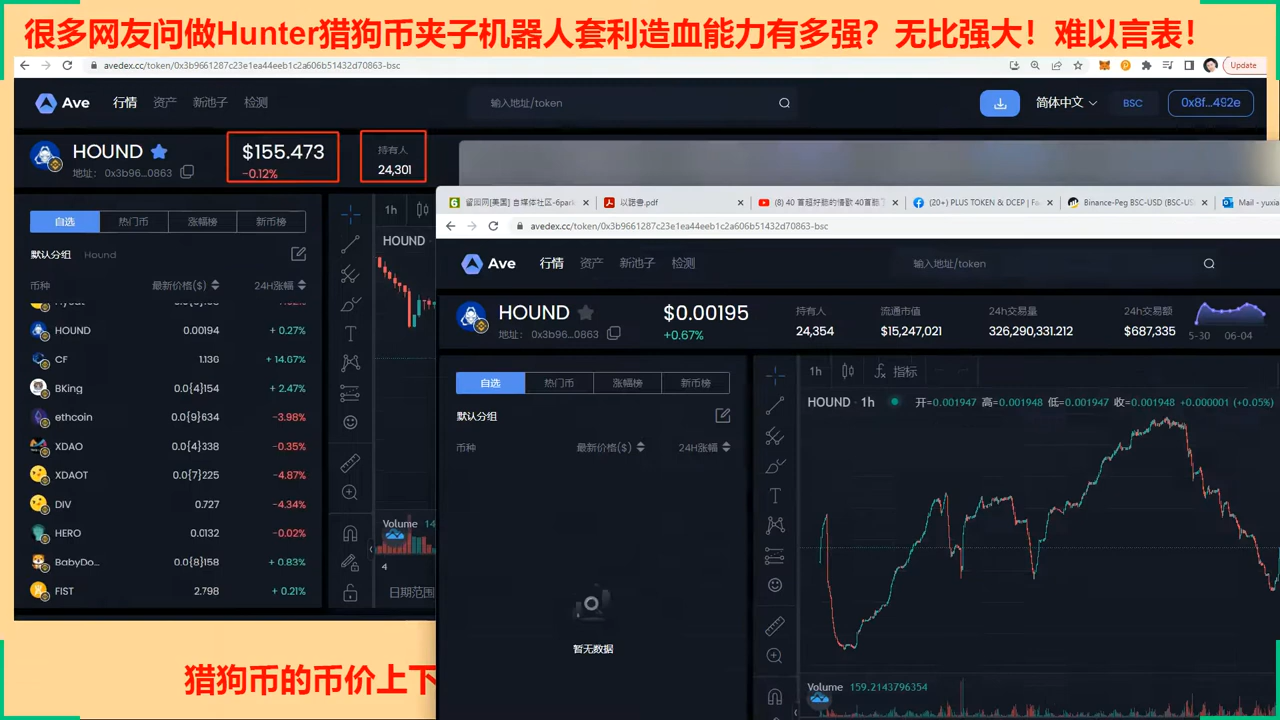 很多网友问做Hunter猎狗币夹子机器人套利造血能力有多强？无比强大！难以言表！
avedex.cc/token/0x3b9661287c23e1ea44eeb1c2a606b51432d70863-bsc
Update
Ave 行情 资产 新池子 检测
输入地址/token
简体中文 BSC 0x8f...492e
HOUND
地址: 0x3b96...0863
$155.473
-0.12%
持有人
24,301
自选 热门币 涨幅榜 新币榜
默认分组 Hound
币种 最新价格($) 24H涨幅
HOUND 0.00194 + 0.27%
CF 1.136 + 14.07%
BKing 0.0{4}154 + 2.47%
ethcoin 0.0{9}634 -3.98%
XDAO 0.0{4}338 -0.35%
XDAOT 0.0{7}225 -4.87%
DIV 0.727 -4.34%
HERO 0.0132 -0.02%
BabyDo... 0.0{8}158 + 0.83%
FIST 2.798 + 0.21%
1h
HOUND
Volume 14
4
日期范围
(20+) PLUS TOKEN & DCEP | Fa
Binance-Peg BSC-USD (BSC-US
Mail - yuxia
avedex.cc/token/0x3b9661287c23e1ea44eeb1c2a606b51432d70863-bsc
Ave 行情 资产 新池子 检测
输入地址/token
HOUND
地址: 0x3b96...0863
$0.00195
+0.67%
持有人
24,354
流通市值
$15,247,021
24h交易量
326,290,331.212
24h交易额
$687,335
5-30 06-04
自选 热门币 涨幅榜 新币榜
默认分组
币种 最新价格($) 24H涨幅
暂无数据
1h 指标
HOUND · 1h 开=0.001947 高=0.001948 低=0.001947 收=0.001948 +0.000001 (+0.05%)
Volume 159.2143796354
猎狗币的币价上下